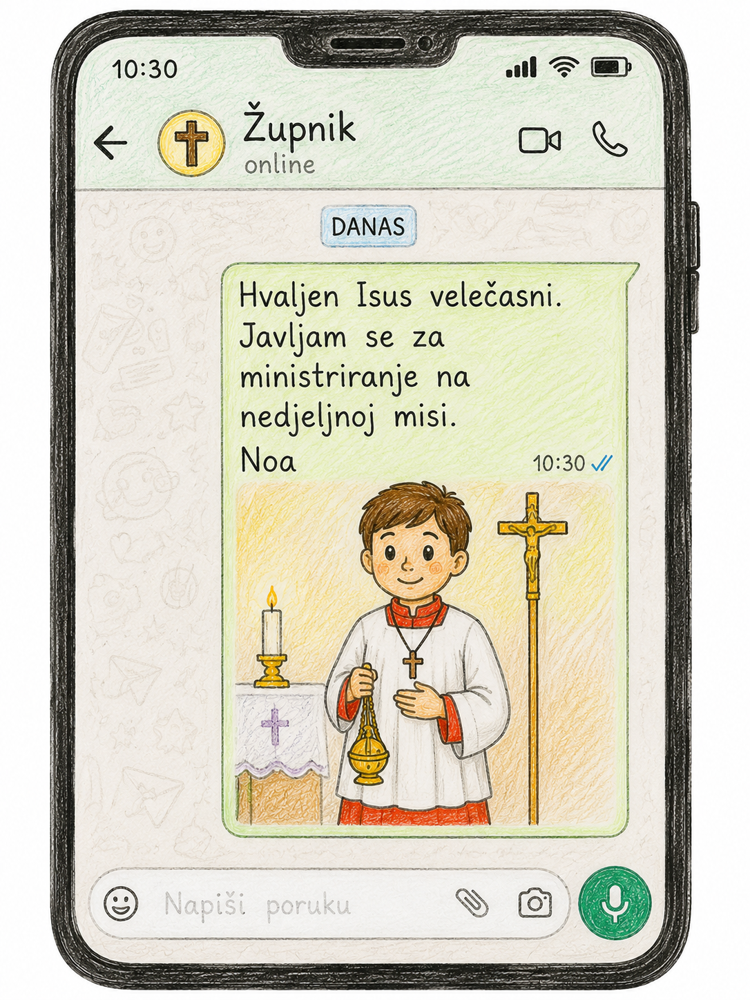 10:30
Župnik
online
DANAS
Hvaljen Isus velečasni.
Javljam se za
ministriranje na
nedjeljnoj misi.
Noa
10:30
Napiši poruku